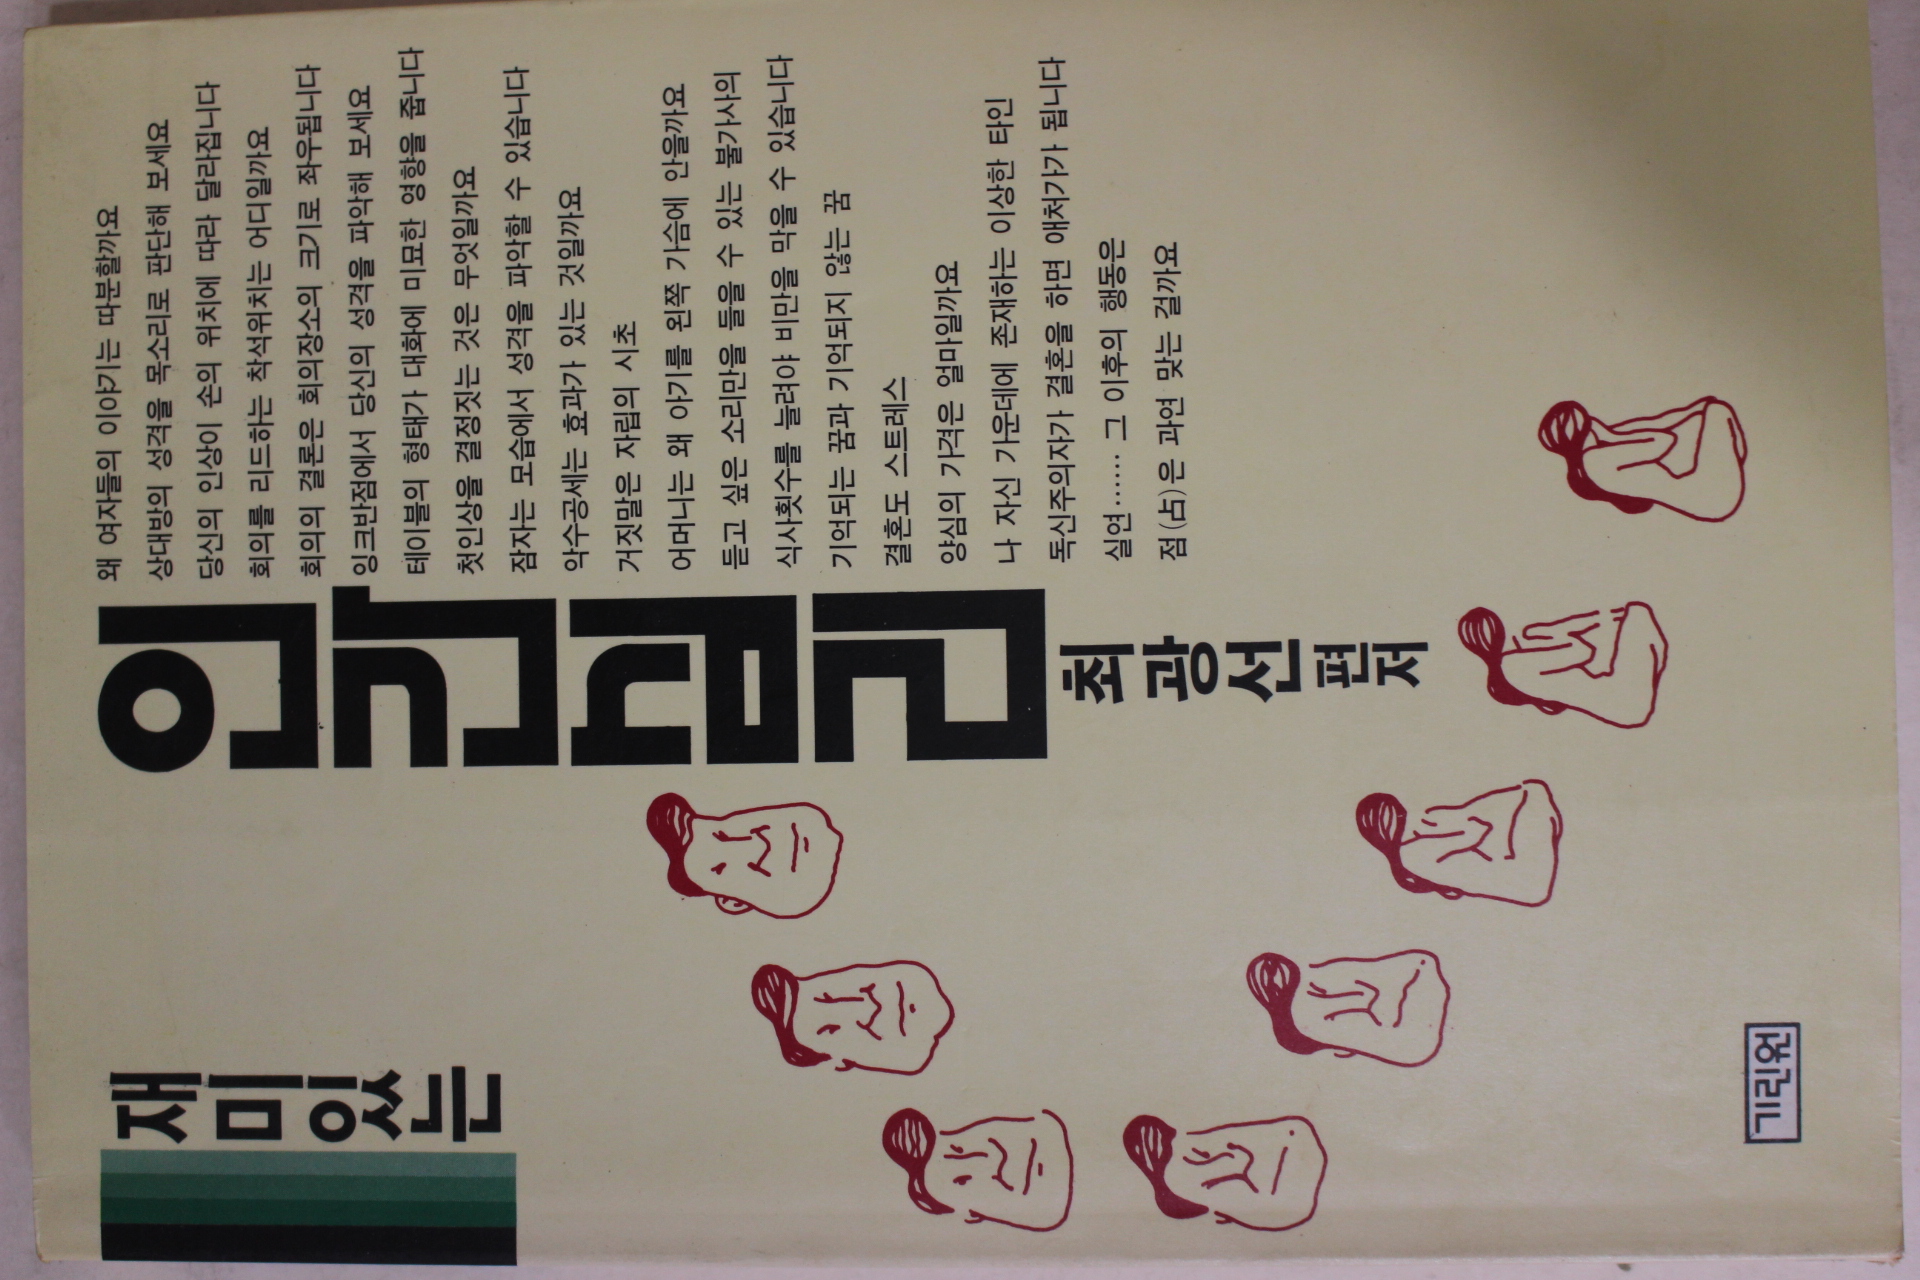 재미있는
인간심리
최광선 편저
왜 여자들의 이야기는 따분할까요
상대방의 성격을 목소리로 판단해 보세요
당신의 인상이 손의 위치에 따라 달라집니다
회의를 리드하는 착석위치는 어디일까요
회의의 결론은 회의장소의 크기로 좌우됩니다
잉크반점에서 당신의 성격을 파악해 보세요
테이블의 형태가 대화에 미묘한 영향을 줍니다
첫인상을 결정짓는 것은 무엇일까요
잠자는 모습에서 성격을 파악할 수 있습니다
악수공세는 효과가 있는 것일까요
거짓말은 자립의 시초
어머니는 왜 아기를 왼쪽 가슴에 안을까요
듣고 싶은 소리만을 들을 수 있는 불가사의
식사횟수를 늘려야 비만을 막을 수 있습니다
기억되는 꿈과 기억되지 않는 꿈
결혼도 스트레스
양심의 가격은 얼마일까요
나 자신 가운데에 존재하는 이상한 타인
독신주의자가 결혼을 하면 애처가가 됩니다
실연…… 그 이후의 행동은
점(占)은 과연 맞는 걸까요
기린원